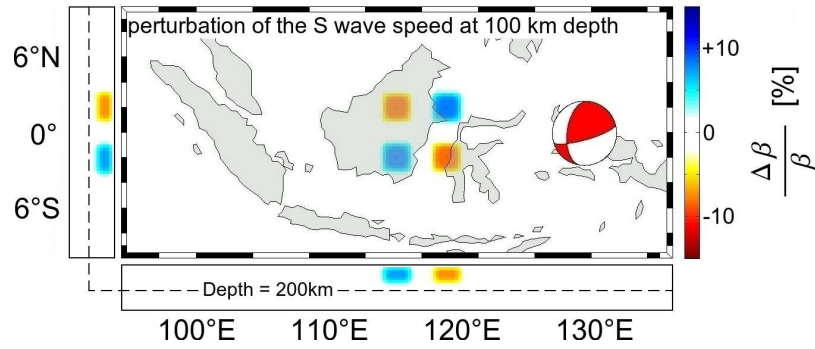 perturbation of the S wave speed at 100 km depth
6°N
0°
6°S
+10
0
-10
Δβ
β
[%]
Depth = 200km
100°E 110°E 120°E 130°E